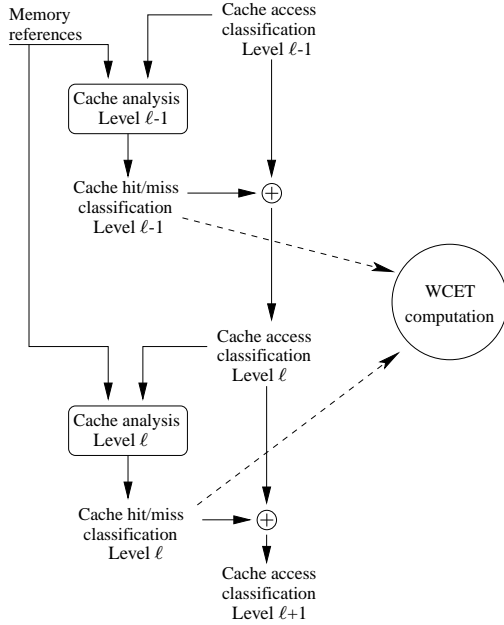 Memory
references
Cache access
classification
Level ℓ-1
Cache analysis
Level ℓ-1
Cache hit/miss
classification
Level ℓ-1
WCET
computation
Cache access
classification
Level ℓ
Cache analysis
Level ℓ
Cache hit/miss
classification
Level ℓ
Cache access
classification
Level ℓ+1